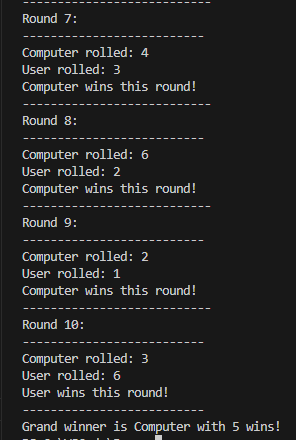 ---------------------------
Round 7:
--------------------------
Computer rolled: 4
User rolled: 3
Computer wins this round!
---------------------------
Round 8:
--------------------------
Computer rolled: 6
User rolled: 2
Computer wins this round!
---------------------------
Round 9:
--------------------------
Computer rolled: 2
User rolled: 1
Computer wins this round!
---------------------------
Round 10:
--------------------------
Computer rolled: 3
User rolled: 6
User wins this round!
--------------------------
Grand winner is Computer with 5 wins!